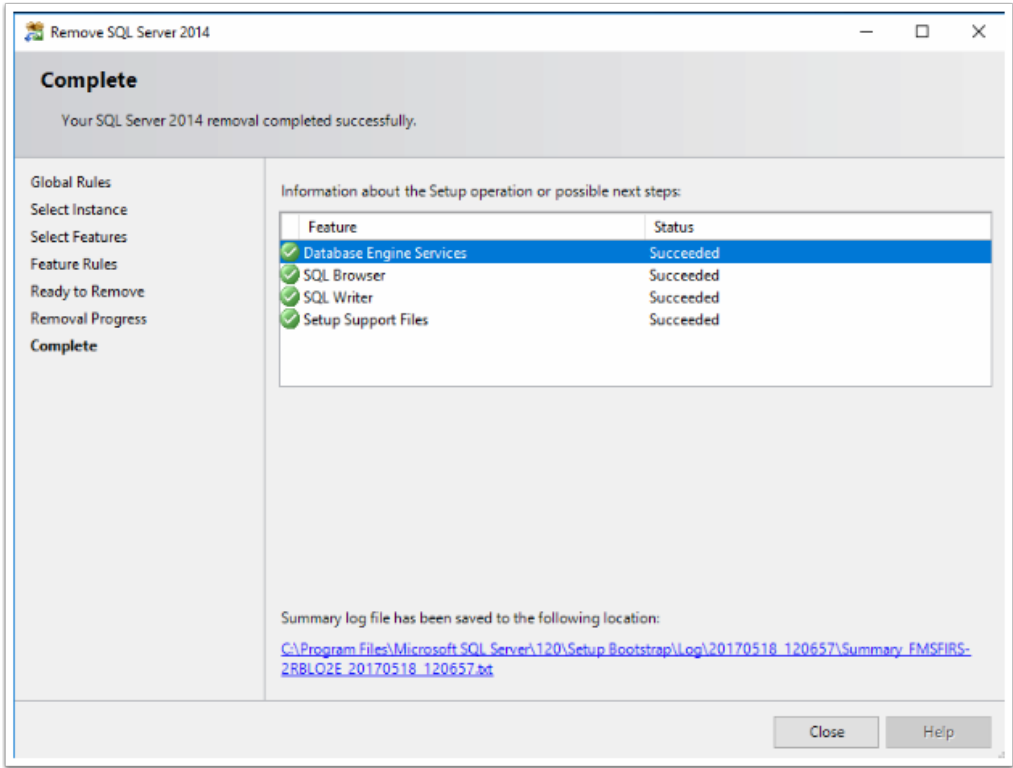 Remove SQL Server 2014
Complete
Your SQL Server 2014 removal completed successfully.
Global Rules
Select Instance
Select Features
Feature Rules
Ready to Remove
Removal Progress
Complete
Information about the Setup operation or possible next steps:
Feature Status
Database Engine Services Succeeded
SQL Browser Succeeded
SQL Writer Succeeded
Setup Support Files Succeeded
Summary log file has been saved to the following location:
C:\Program Files\Microsoft SQL Server\120\Setup Bootstrap\Log\20170518_120657\Summary_FMSFIRS-
2RBLO2E_20170518_120657.txt
Close Help